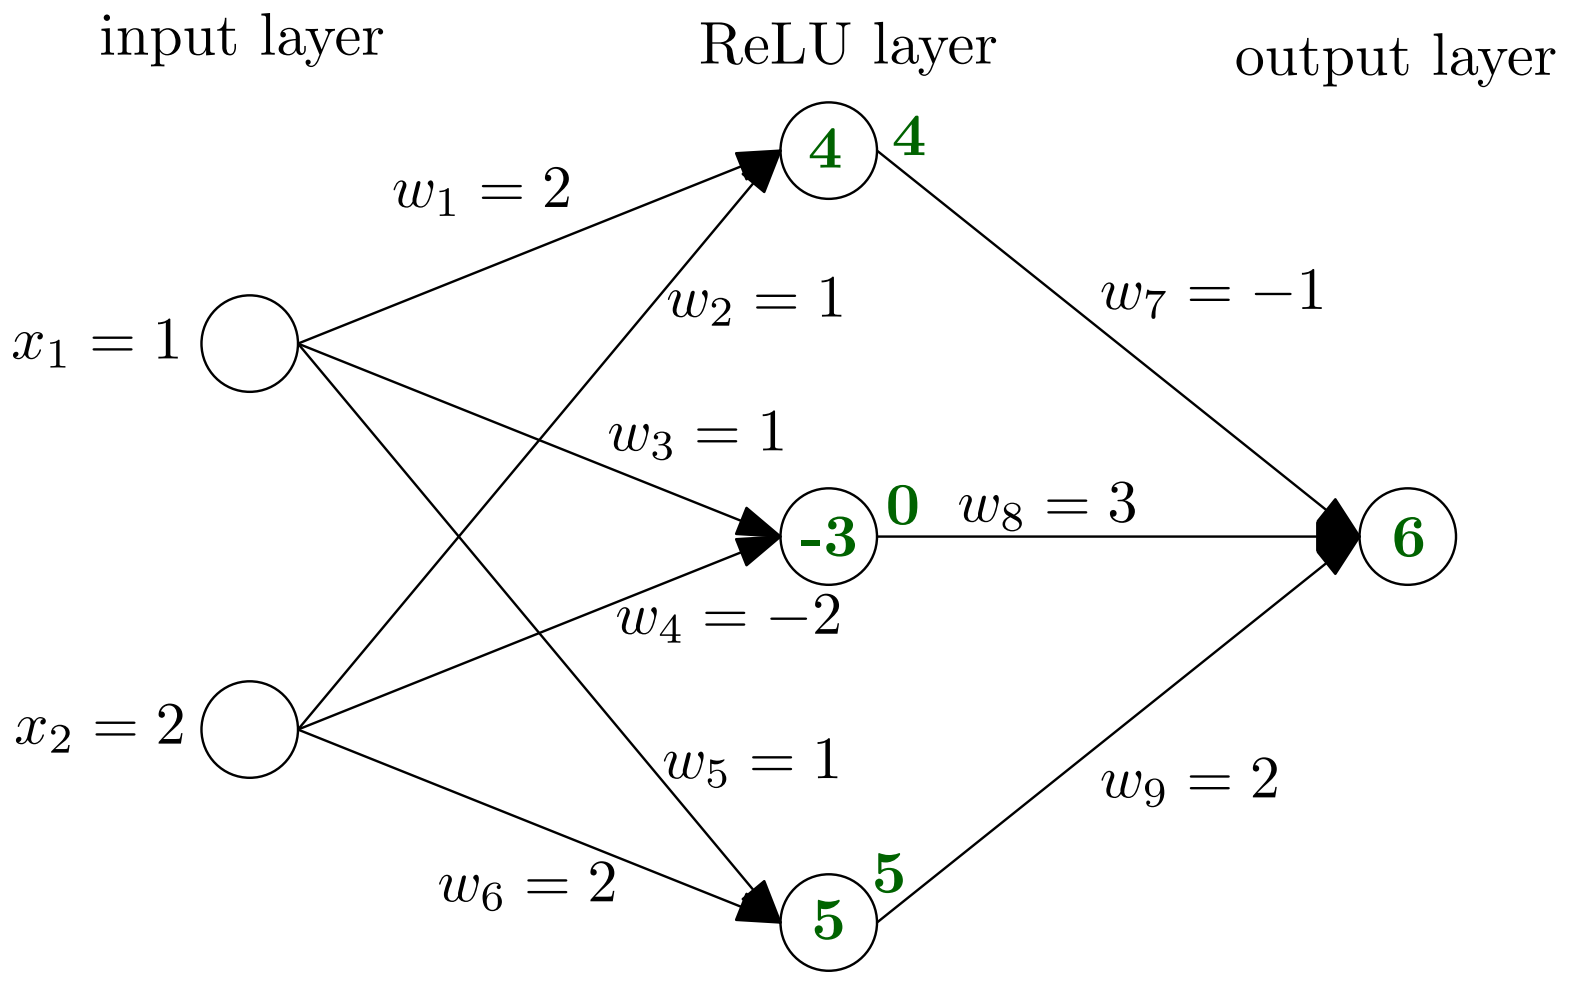 input layer
ReLU layer
output layer
4
4
w₁ = 2
w₂ = 1
w₇ = −1
x₁ = 1
w₃ = 1
0
w₈ = 3
-3
6
w₄ = −2
x₂ = 2
w₅ = 1
w₉ = 2
w₆ = 2
5
5